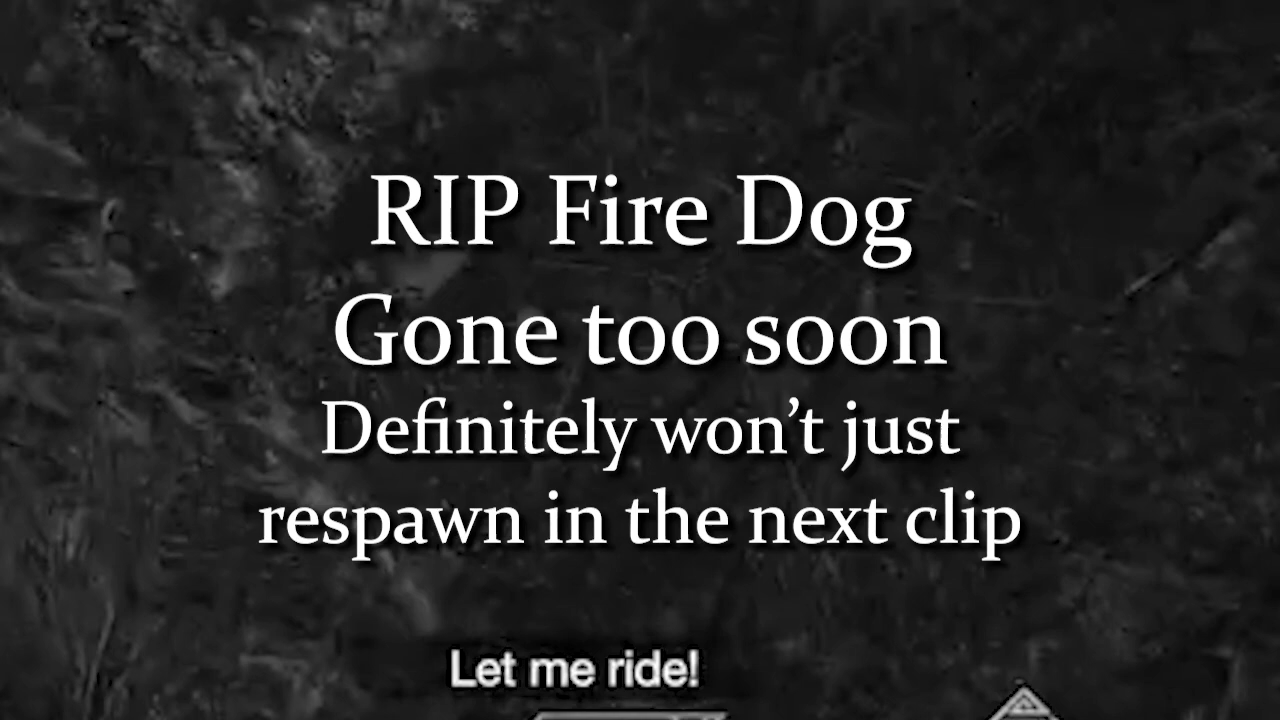 RIP Fire Dog
Gone too soon
Definitely won’t just
respawn in the next clip
Let me ride!